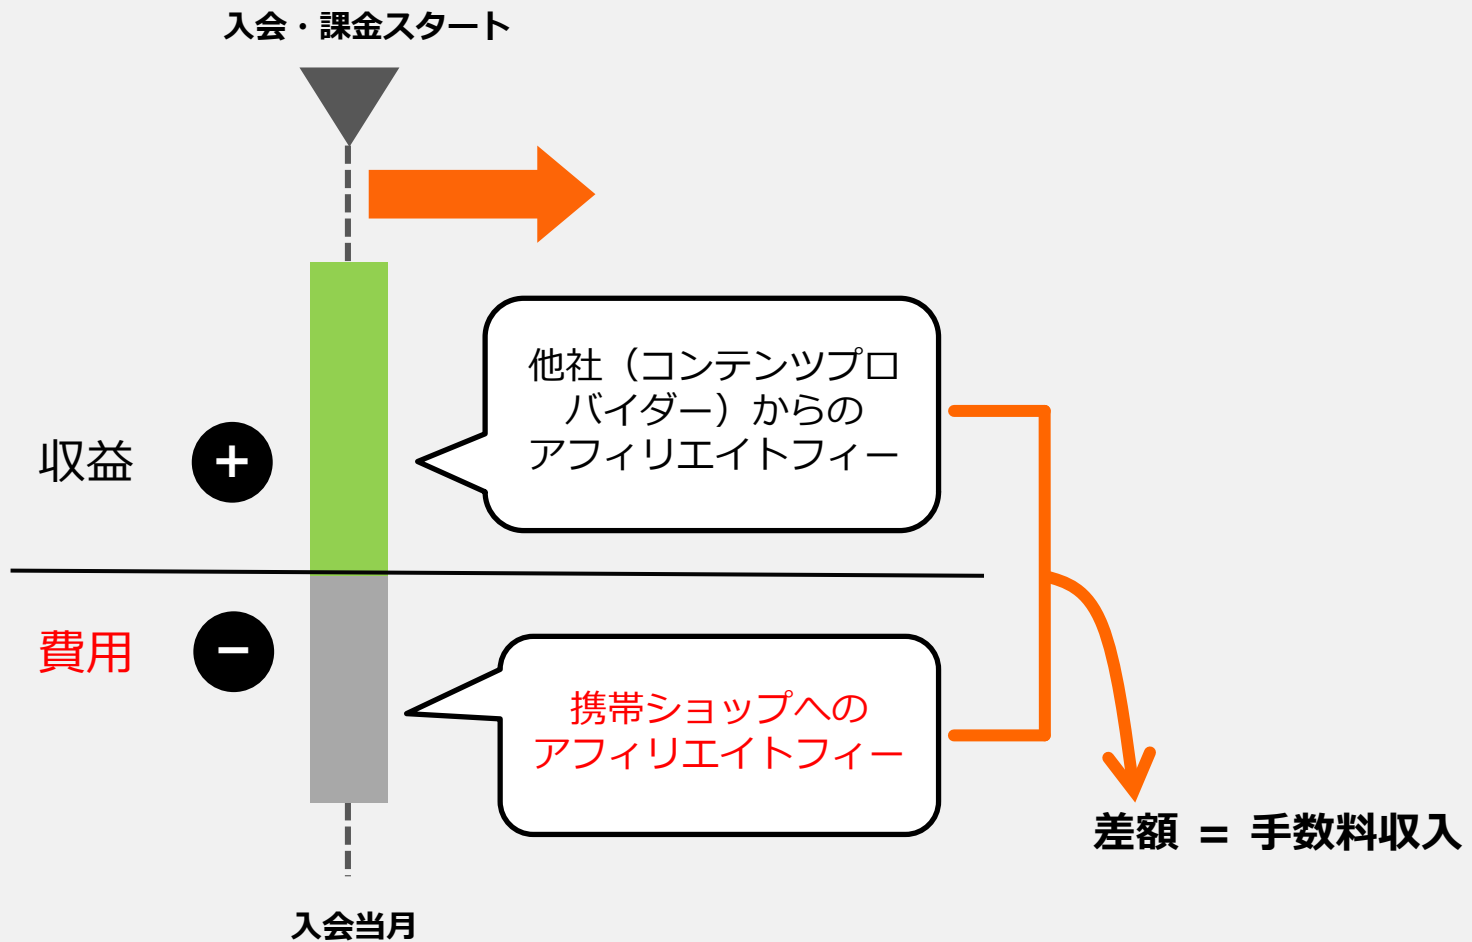 入会・課金スタート
他社（コンテンツプロ
バイダー）からの
アフィリエイトフィー
収益
+
費用
−
携帯ショップへの
アフィリエイトフィー
差額 = 手数料収入
入会当月